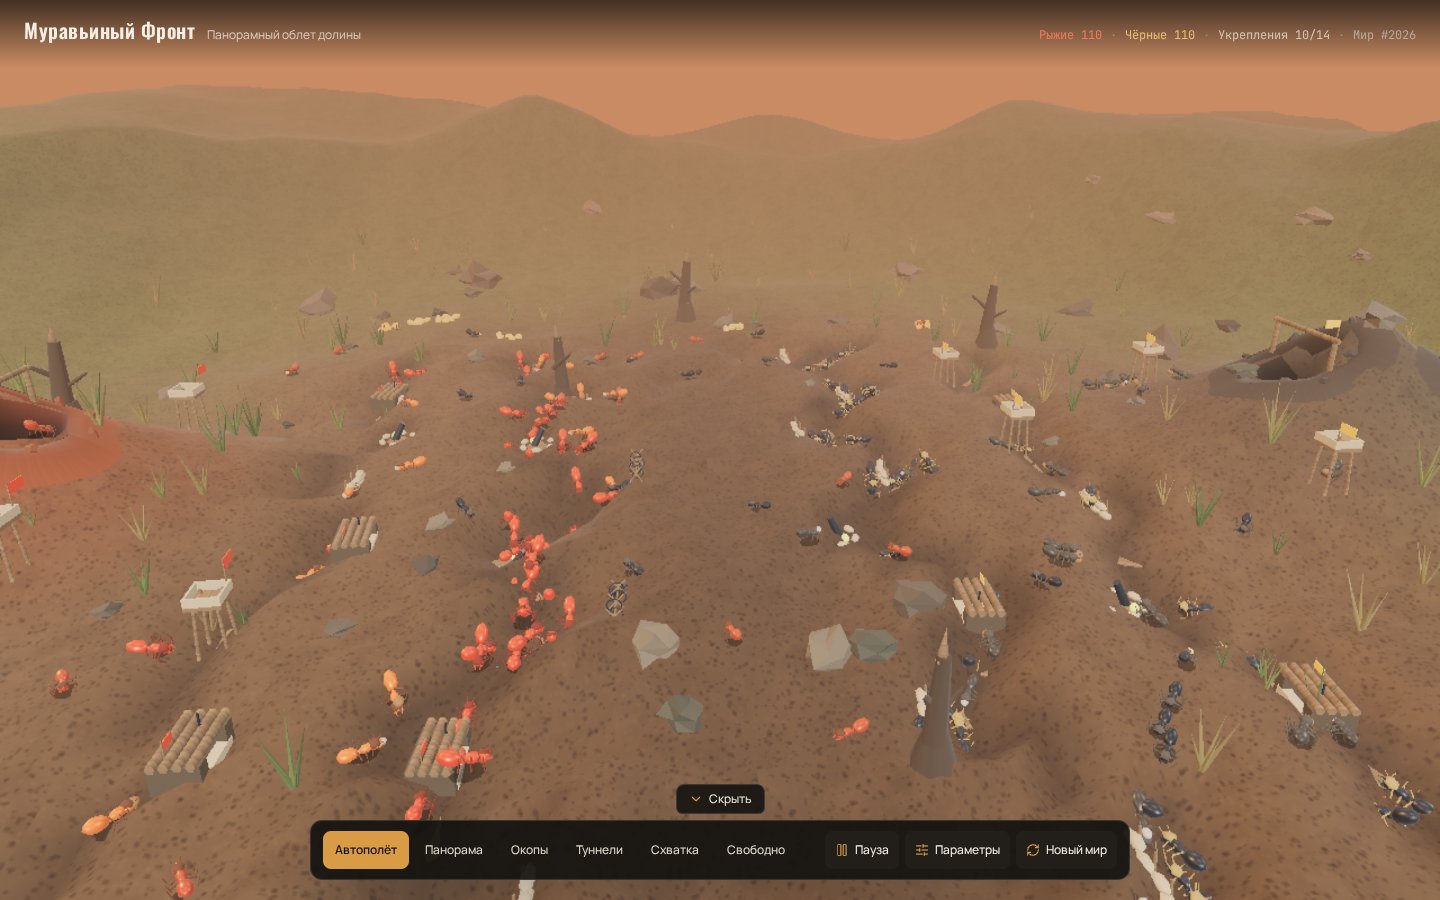 Муравьиный Фронт Панорамный облет долины
Рыжие 110 · Чёрные 110 · Укрепления 10/14 · Мир #2026
Скрыть
Автополёт Панорама Окопы Туннели Схватка Свободно Пауза Параметры Новый мир